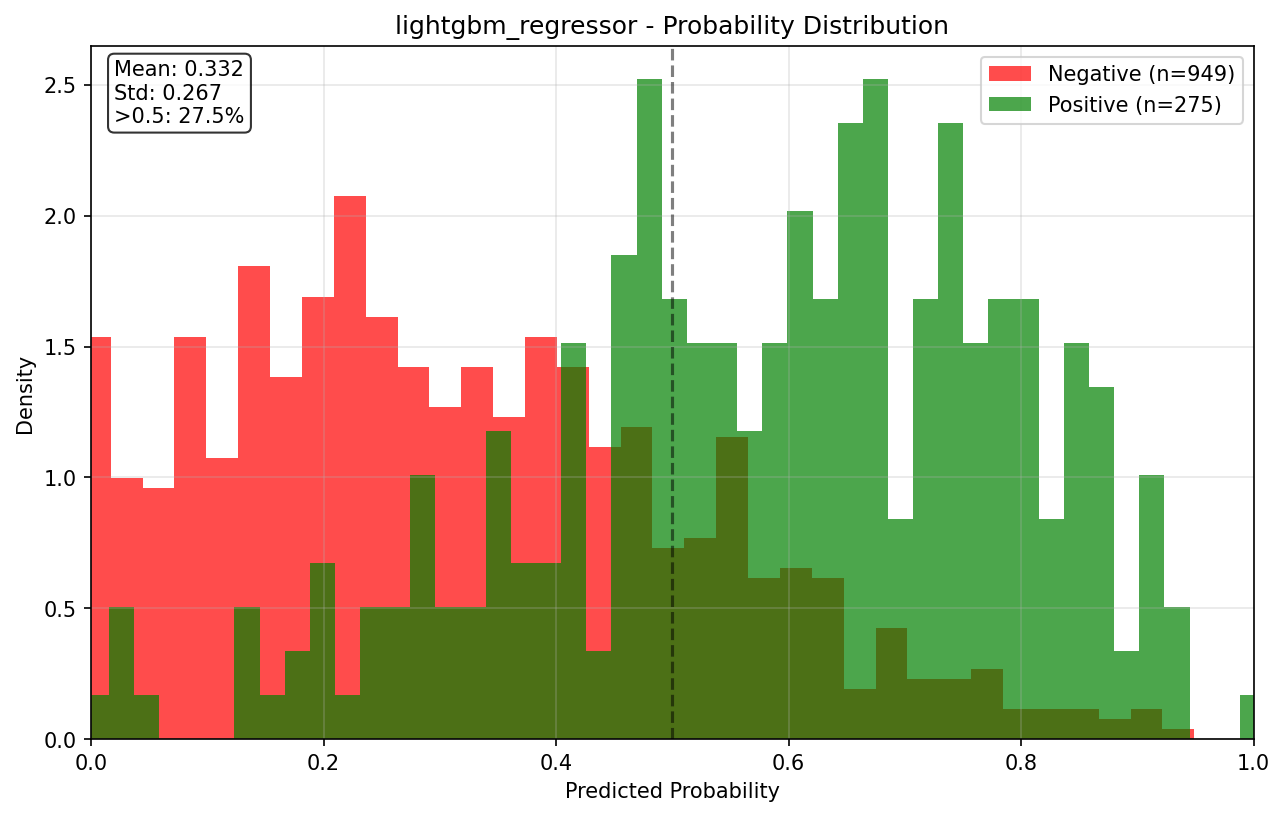 lightgbm_regressor - Probability Distribution
Mean: 0.332
Std: 0.267
>0.5: 27.5%
Negative (n=949)
Positive (n=275)
Density
2.5
2.0
1.5
1.0
0.5
0.0
0.0 0.2 0.4 0.6 0.8 1.0
Predicted Probability